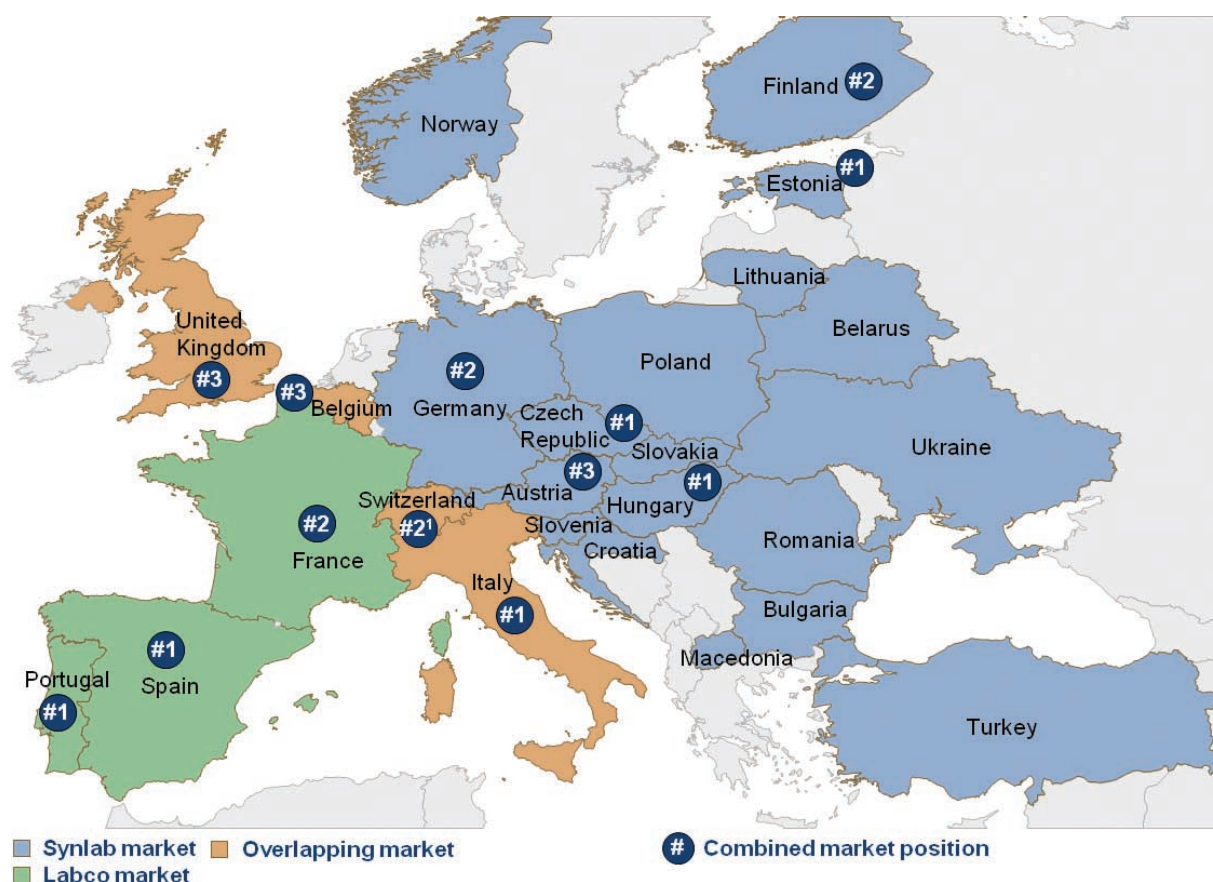 Finland
#2
Norway
#1
Estonia
Lithuania
Belarus
United
Kingdom
#3
#3
Belgium
#2
Germany
Poland
Czech
Republic
#1
Slovakia
Ukraine
#3
Austria
#1
Hungary
Switzerland
#2¹
Slovenia
Croatia
Romania
#2
France
Italy
#1
Bulgaria
Macedonia
#1
Spain
Portugal
#1
Turkey
Synlab market
Overlapping market
# Combined market position
Labco market